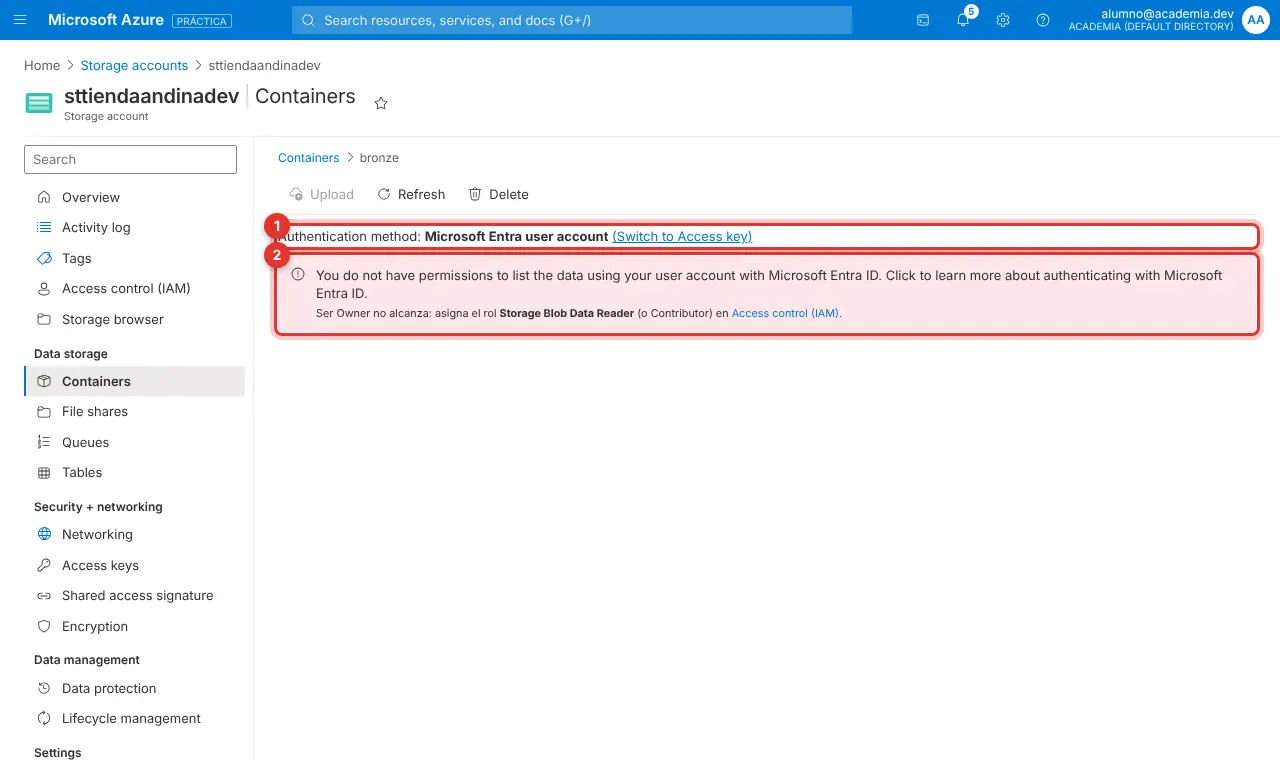 Microsoft Azure PRÁCTICA
Search resources, services, and docs (G+/)
5
alumno@academia.dev
ACADEMIA (DEFAULT DIRECTORY)
AA
Home > Storage accounts > sttiendaandinadev
sttiendaandinadev | Containers
Storage account
Search
Overview
Activity log
Tags
Access control (IAM)
Storage browser
Data storage
Containers
File shares
Queues
Tables
Security + networking
Networking
Access keys
Shared access signature
Encryption
Data management
Data protection
Lifecycle management
Settings
Containers > bronze
Upload Refresh Delete
1
Authentication method: Microsoft Entra user account (Switch to Access key)
2
You do not have permissions to list the data using your user account with Microsoft Entra ID. Click to learn more about authenticating with Microsoft
Entra ID.
Ser Owner no alcanza: asigna el rol Storage Blob Data Reader (o Contributor) en Access control (IAM).